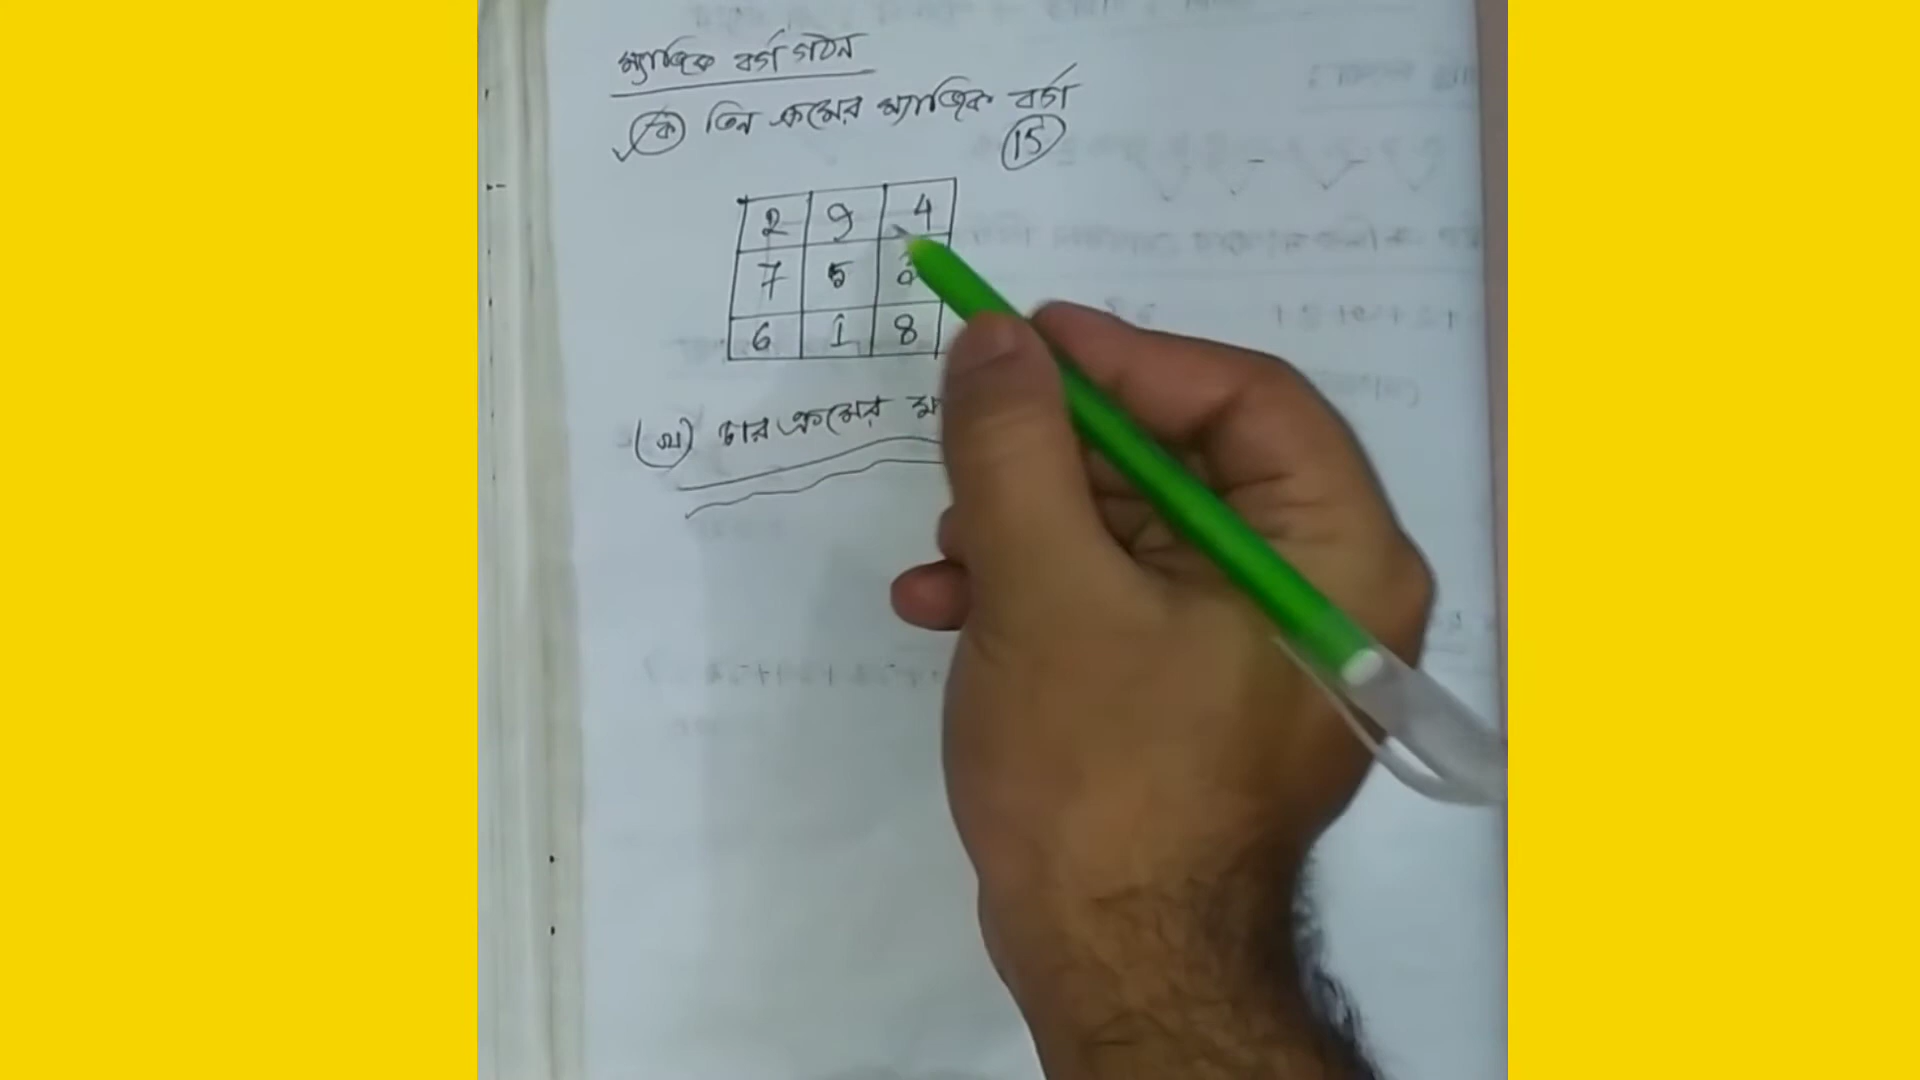 ম্যাজিক বর্গ গঠন
(ক) তিন ক্রমের ম্যাজিক বর্গ
15
2 9 4
7 5
6 1 8
(খ) চার ক্রমের